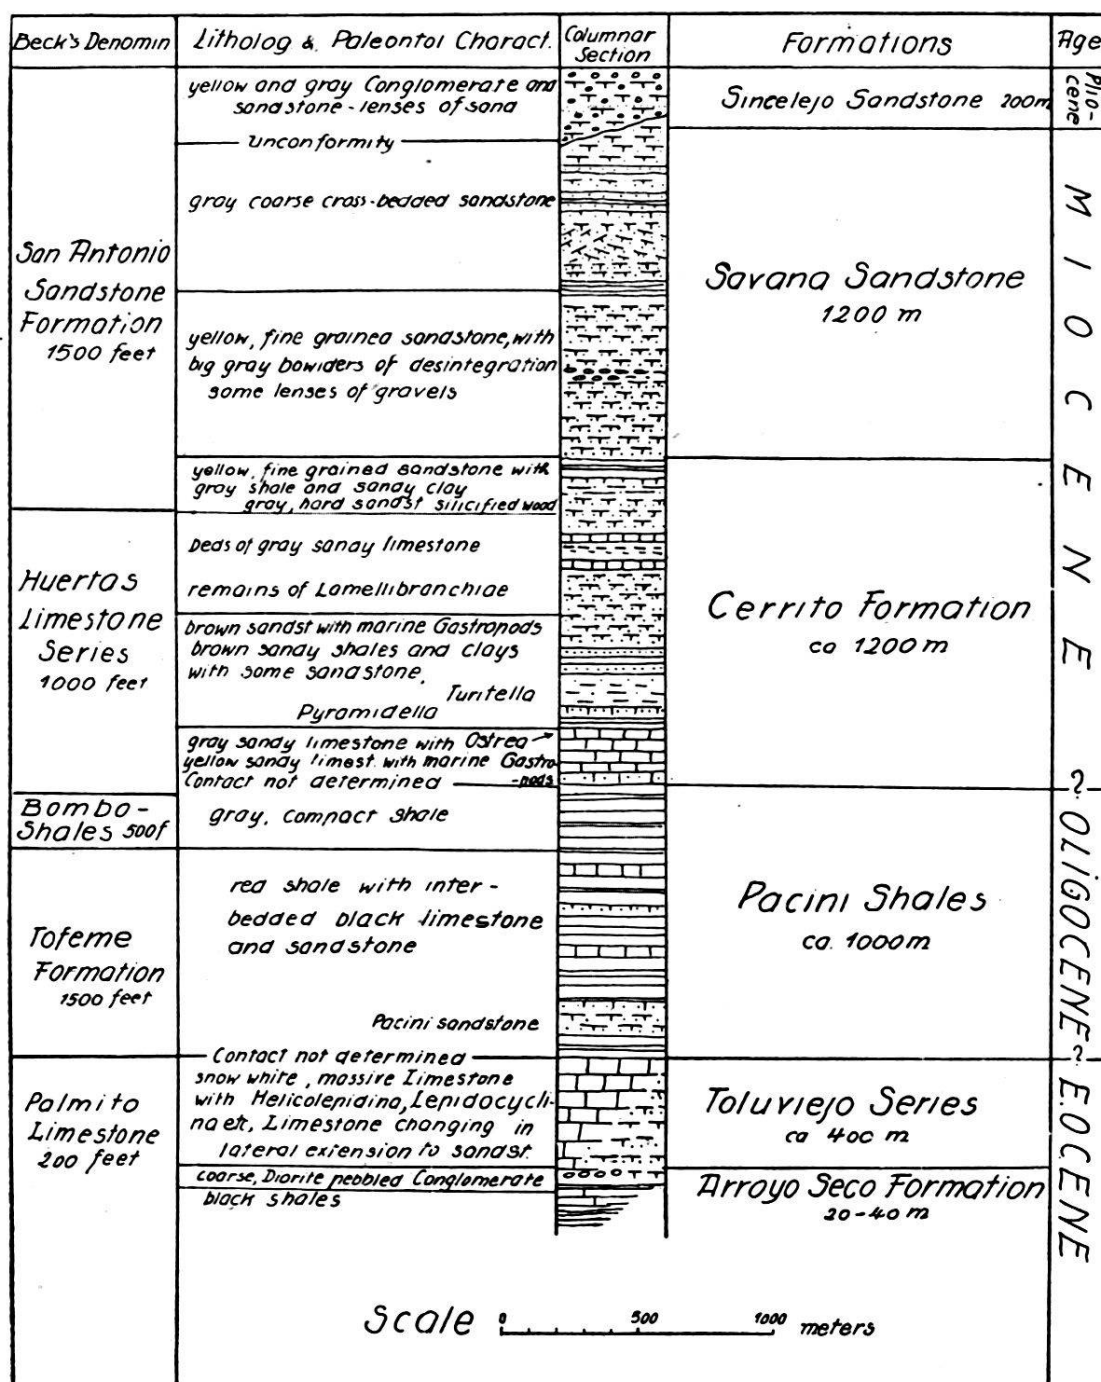 Beck's Denomin
Litholog & Paleontol Charact.
Columnar
Section
Formations
Age
San Antonio
Sandstone
Formation
1500 feet
Huertas
Limestone
Series
1000 feet
Bombo-
Shales 500f
Tofeme
Formation
1500 feet
Palmito
Limestone
200 feet
yellow and gray Conglomerate and
sandstone - lenses of sand
unconformity
gray coarse cross-bedded sandstone
yellow, fine grained sandstone, with
big gray bowlders of desintegration
some lenses of gravels
yellow, fine grained sandstone with
gray shale and sandy clay
gray, hard sandst silicified wood
beds of gray sandy limestone
remains of Lamellibranchiae
brown sandst with marine Gastropods
brown sandy shales and clays
with some sandstone,
Turitella
Pyramidella
gray sandy limestone with Ostrea
yellow sandy limest. with marine Gastro
-pods
Contact not determined
gray, compact shale
red shale with inter-
bedded black limestone
and sandstone
Pacini sandstone
Contact not determined
snow white, massive Limestone
with Helicolepidina, Lepidocycli-
na etc, Limestone changing in
lateral extension to sandst.
coarse, Diorite pebbled Conglomerate
black shales
Sincelejo Sandstone 200m
Savana Sandstone
1200 m
Cerrito Formation
ca 1200 m
Pacini Shales
ca. 1000 m
Toluviejo Series
ca 400 m
Arroyo Seco Formation
20-40 m
Plio-
cene
MIOCENE
?
OLIGOCENE
?
EOCENE
Scale 0 500 1000 meters